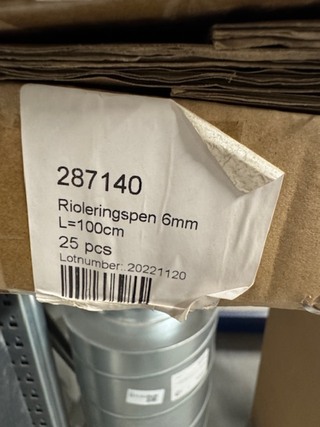 287140
Rioleringspen 6mm
L=100cm
25 pcs
Lotnumber: 20221120